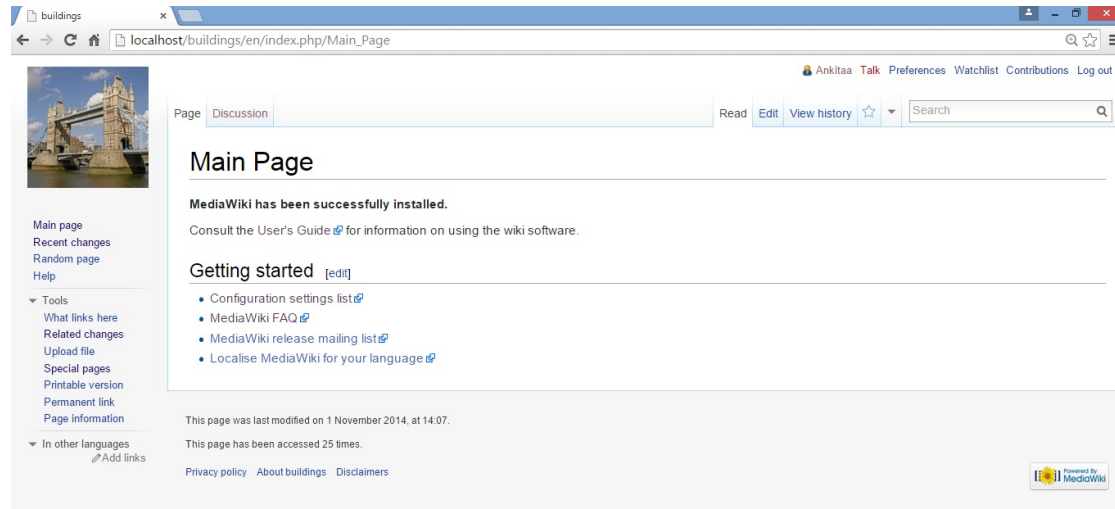 buildings
localhost/buildings/en/index.php/Main_Page
Ankitaa Talk Preferences Watchlist Contributions Log out
Page Discussion Read Edit View history Search
Main Page
MediaWiki has been successfully installed.
Consult the User's Guide for information on using the wiki software.
Main page
Recent changes
Random page
Help
Getting started [edit]
Configuration settings list
MediaWiki FAQ
MediaWiki release mailing list
Localise MediaWiki for your language
Tools
What links here
Related changes
Upload file
Special pages
Printable version
Permanent link
Page information
In other languages
Add links
This page was last modified on 1 November 2014, at 14:07.
This page has been accessed 25 times.
Privacy policy About buildings Disclaimers
Powered By
MediaWiki